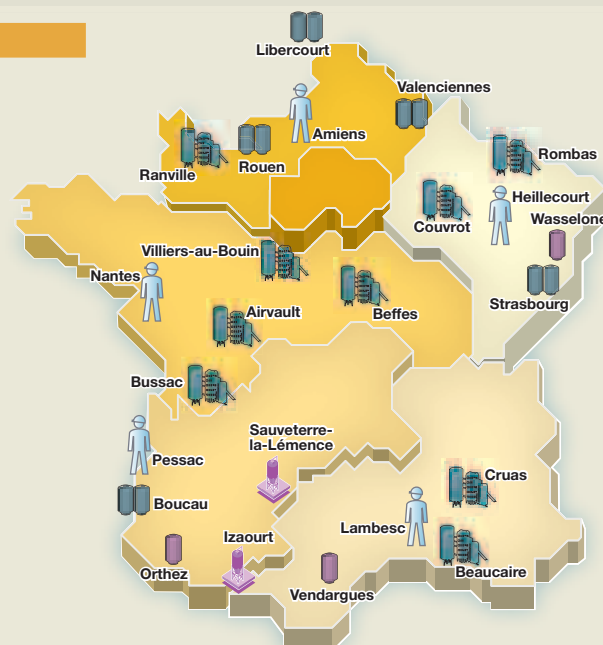 Libercourt
Valenciennes
Amiens
Rouen
Ranville
Rombas
Heillecourt
Couvrot
Wasselone
Strasbourg
Villiers-au-Bouin
Nantes
Beffes
Airvault
Bussac
Sauveterre-
la-Lémence
Pessac
Boucau
Cruas
Lambesc
Izaourt
Orthez
Beaucaire
Vendargues